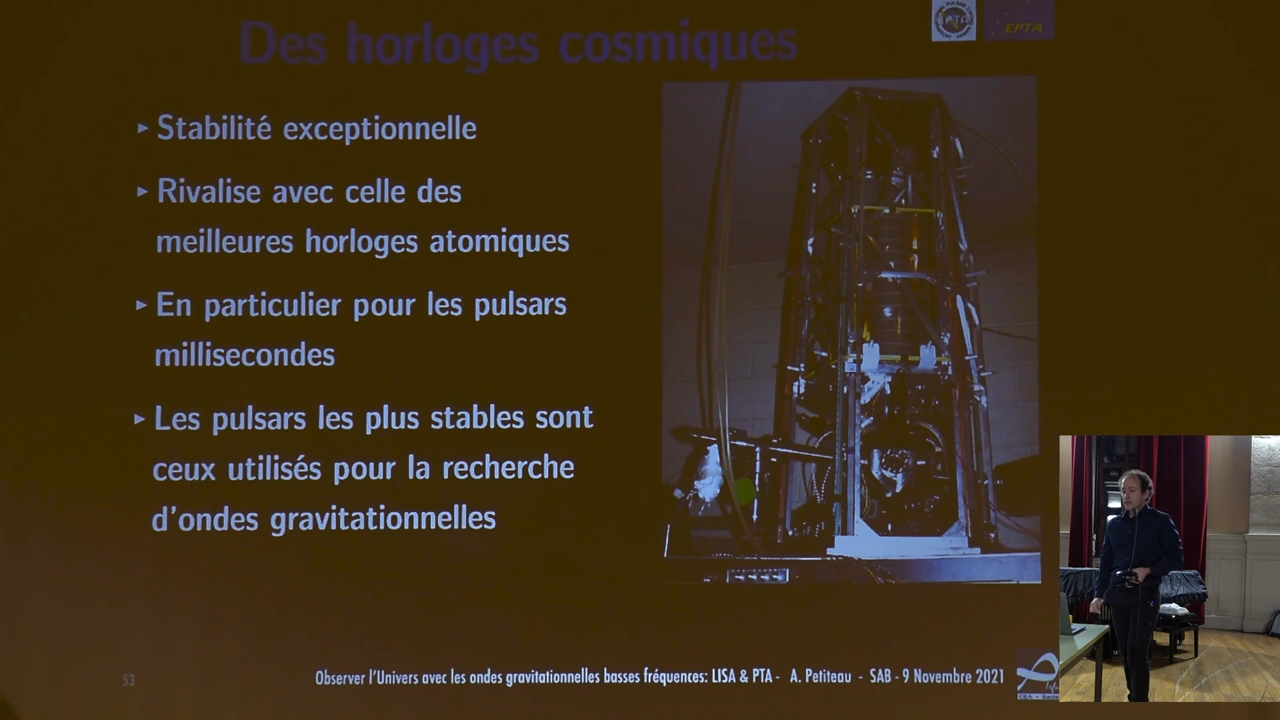 Des horloges cosmiques
EPTA
Stabilité exceptionnelle
Rivalise avec celle des
meilleures horloges atomiques
En particulier pour les pulsars
millisecondes
Les pulsars les plus stables sont
ceux utilisés pour la recherche
d'ondes gravitationnelles
53
Observer l'Univers avec les ondes gravitationnelles basses fréquences: LISA & PTA - A. Petiteau - SAB - 9 Novembre 2021